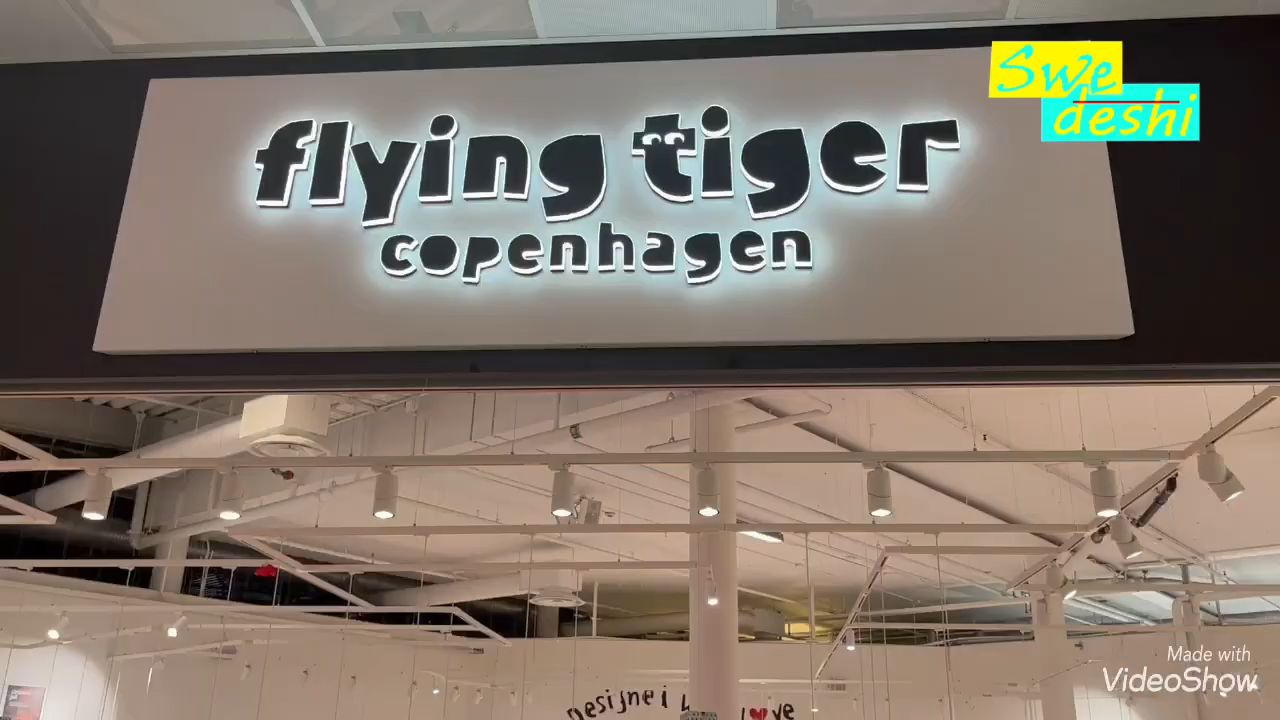 Swe
deshi
flying tiger
copenhagen
Made with
VideoShow